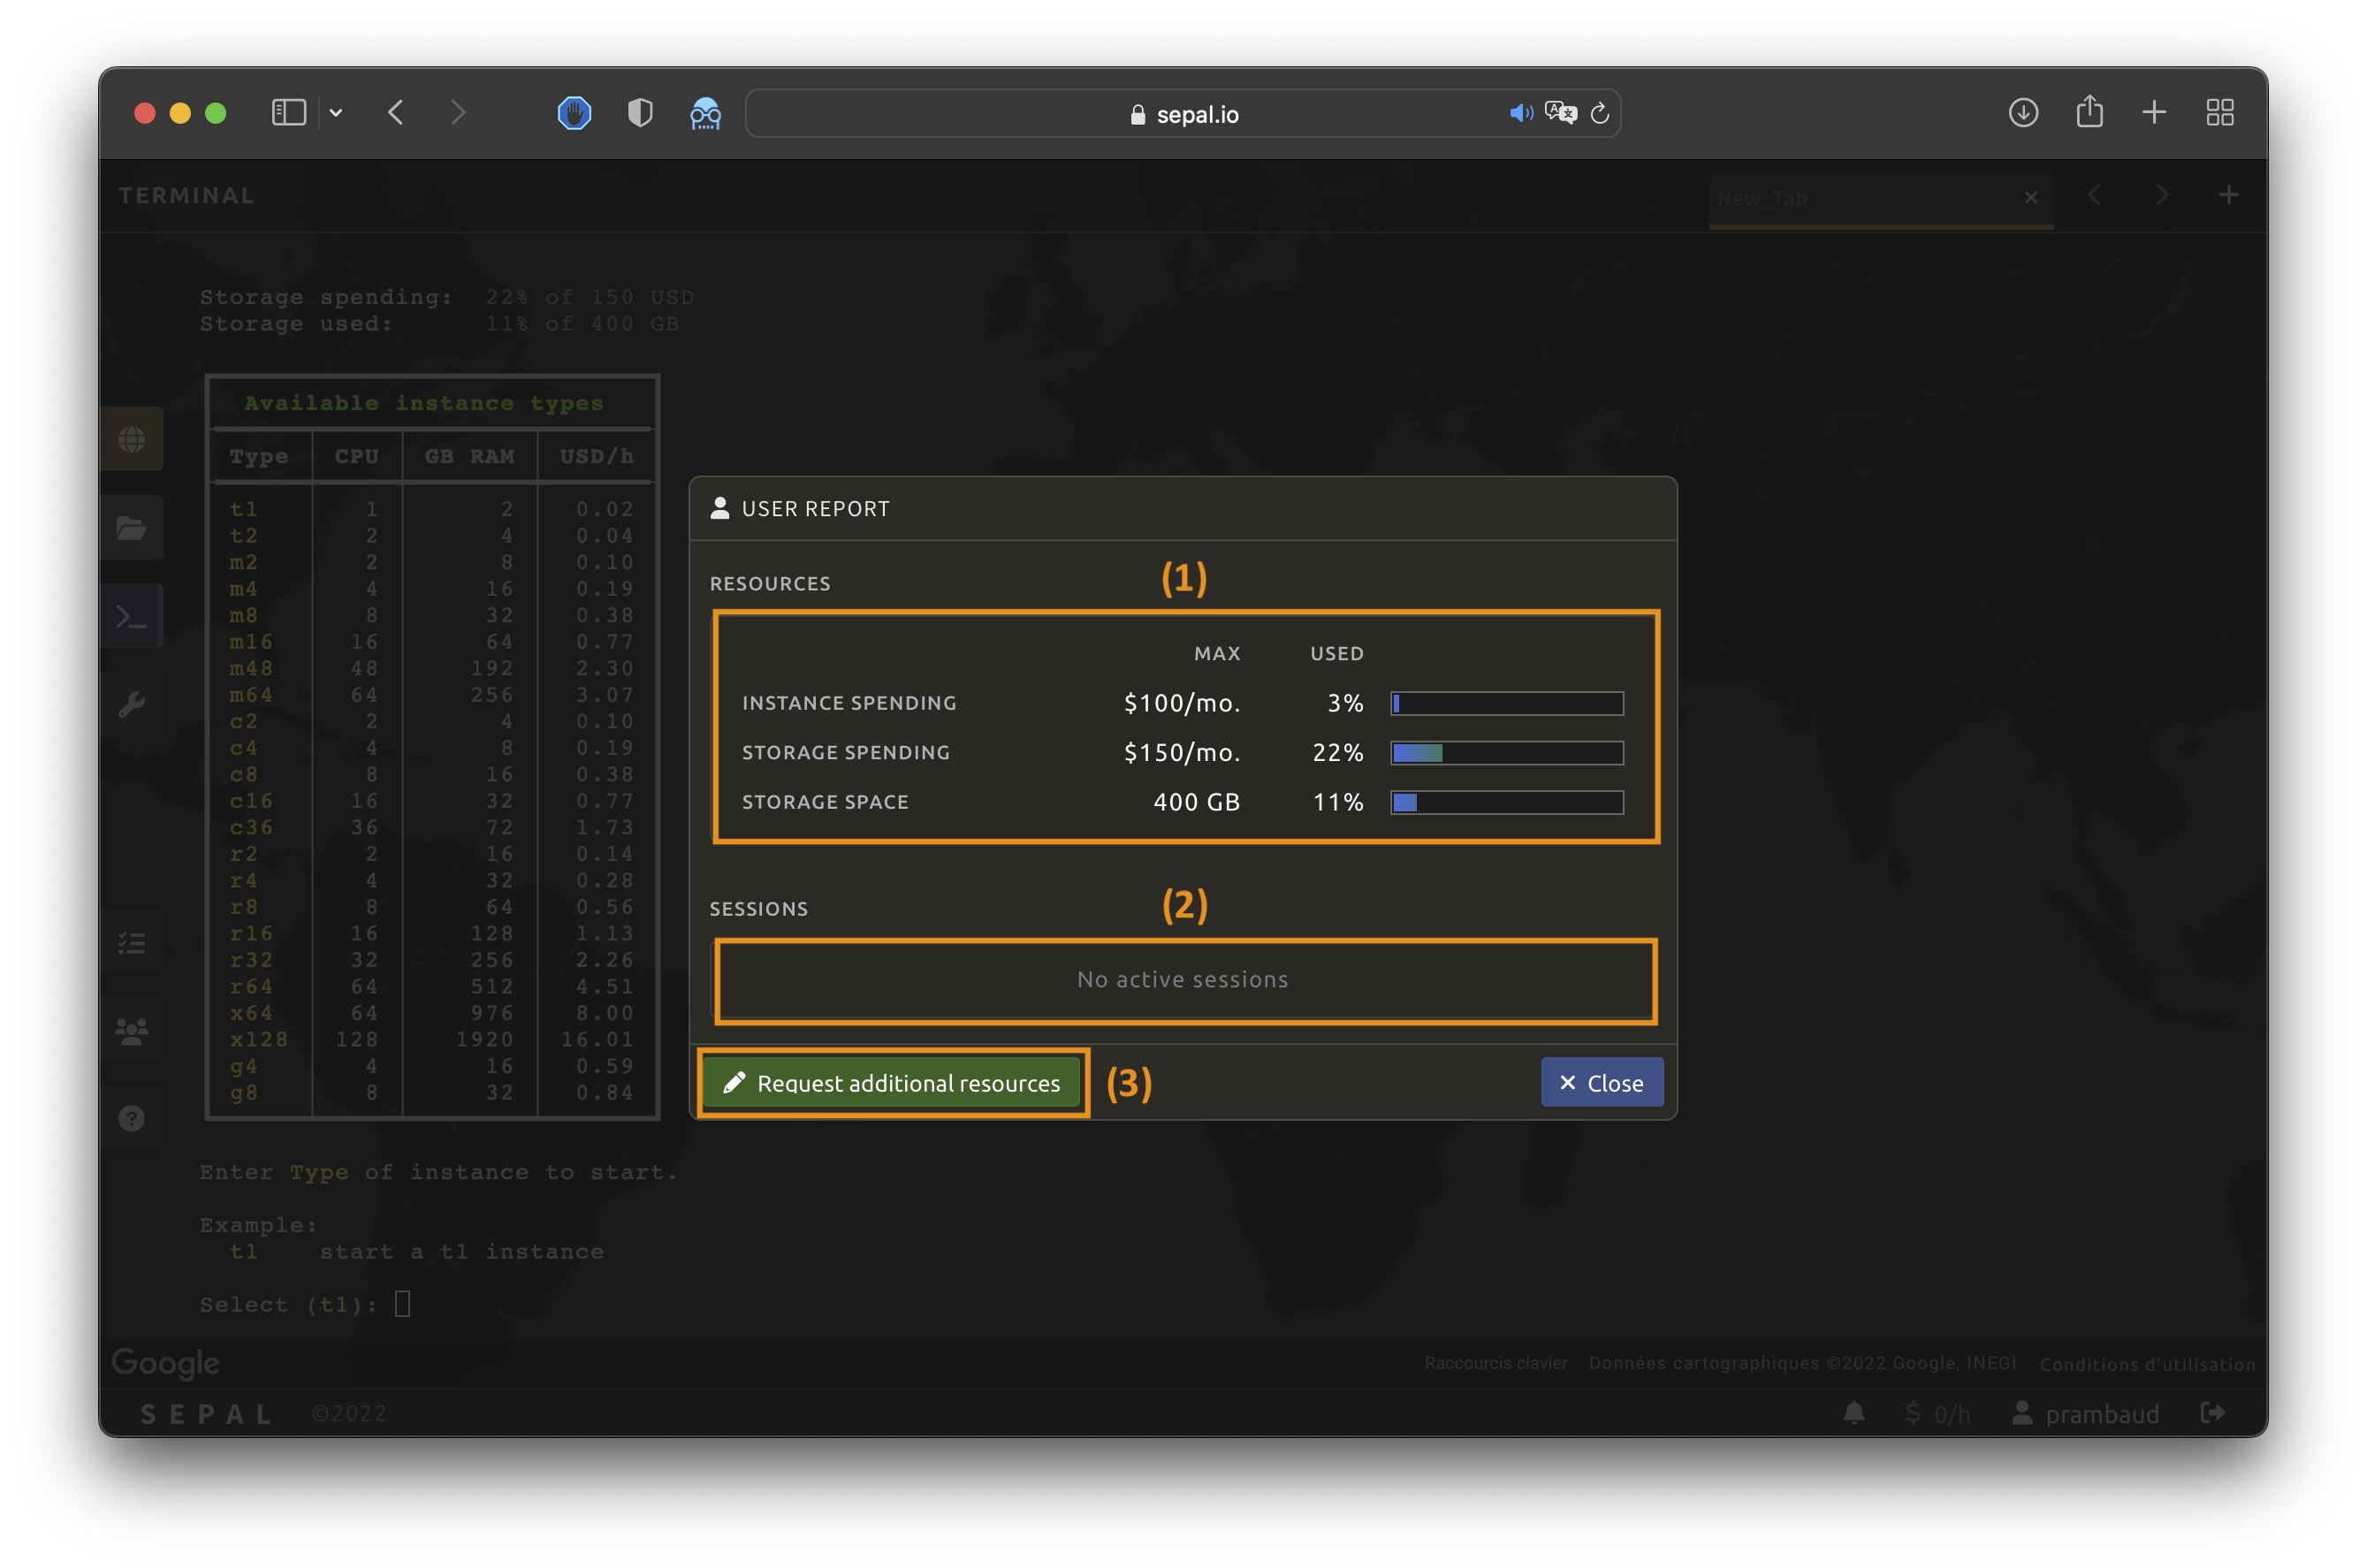 sepal.io
TERMINAL
New_Tab
Storage spending: 22% of 150 USD
Storage used: 11% of 400 GB
Available instance types
Type CPU GB RAM USD/h
t1 1 2 0.02
t2 2 4 0.04
m2 2 8 0.10
m4 4 16 0.19
m8 8 32 0.38
m16 16 64 0.77
m48 48 192 2.30
m64 64 256 3.07
c2 2 4 0.10
c4 4 8 0.19
c8 8 16 0.38
c16 16 32 0.77
c36 36 72 1.73
r2 2 16 0.14
r4 4 32 0.28
r8 8 64 0.56
r16 16 128 1.13
r32 32 256 2.26
r64 64 512 4.51
x64 64 976 8.00
x128 128 1920 16.01
g4 4 16 0.59
g8 8 32 0.84
Enter Type of instance to start.
Example:
t1 start a t1 instance
Select (t1):
USER REPORT
RESOURCES (1)
MAX USED
INSTANCE SPENDING $100/mo. 3%
STORAGE SPENDING $150/mo. 22%
STORAGE SPACE 400 GB 11%
SESSIONS (2)
No active sessions
Request additional resources (3) Close
Google Raccourcis clavier Données cartographiques ©2022 Google, INEGI Conditions d'utilisation
SEPAL ©2022 $ 0/h prambaud